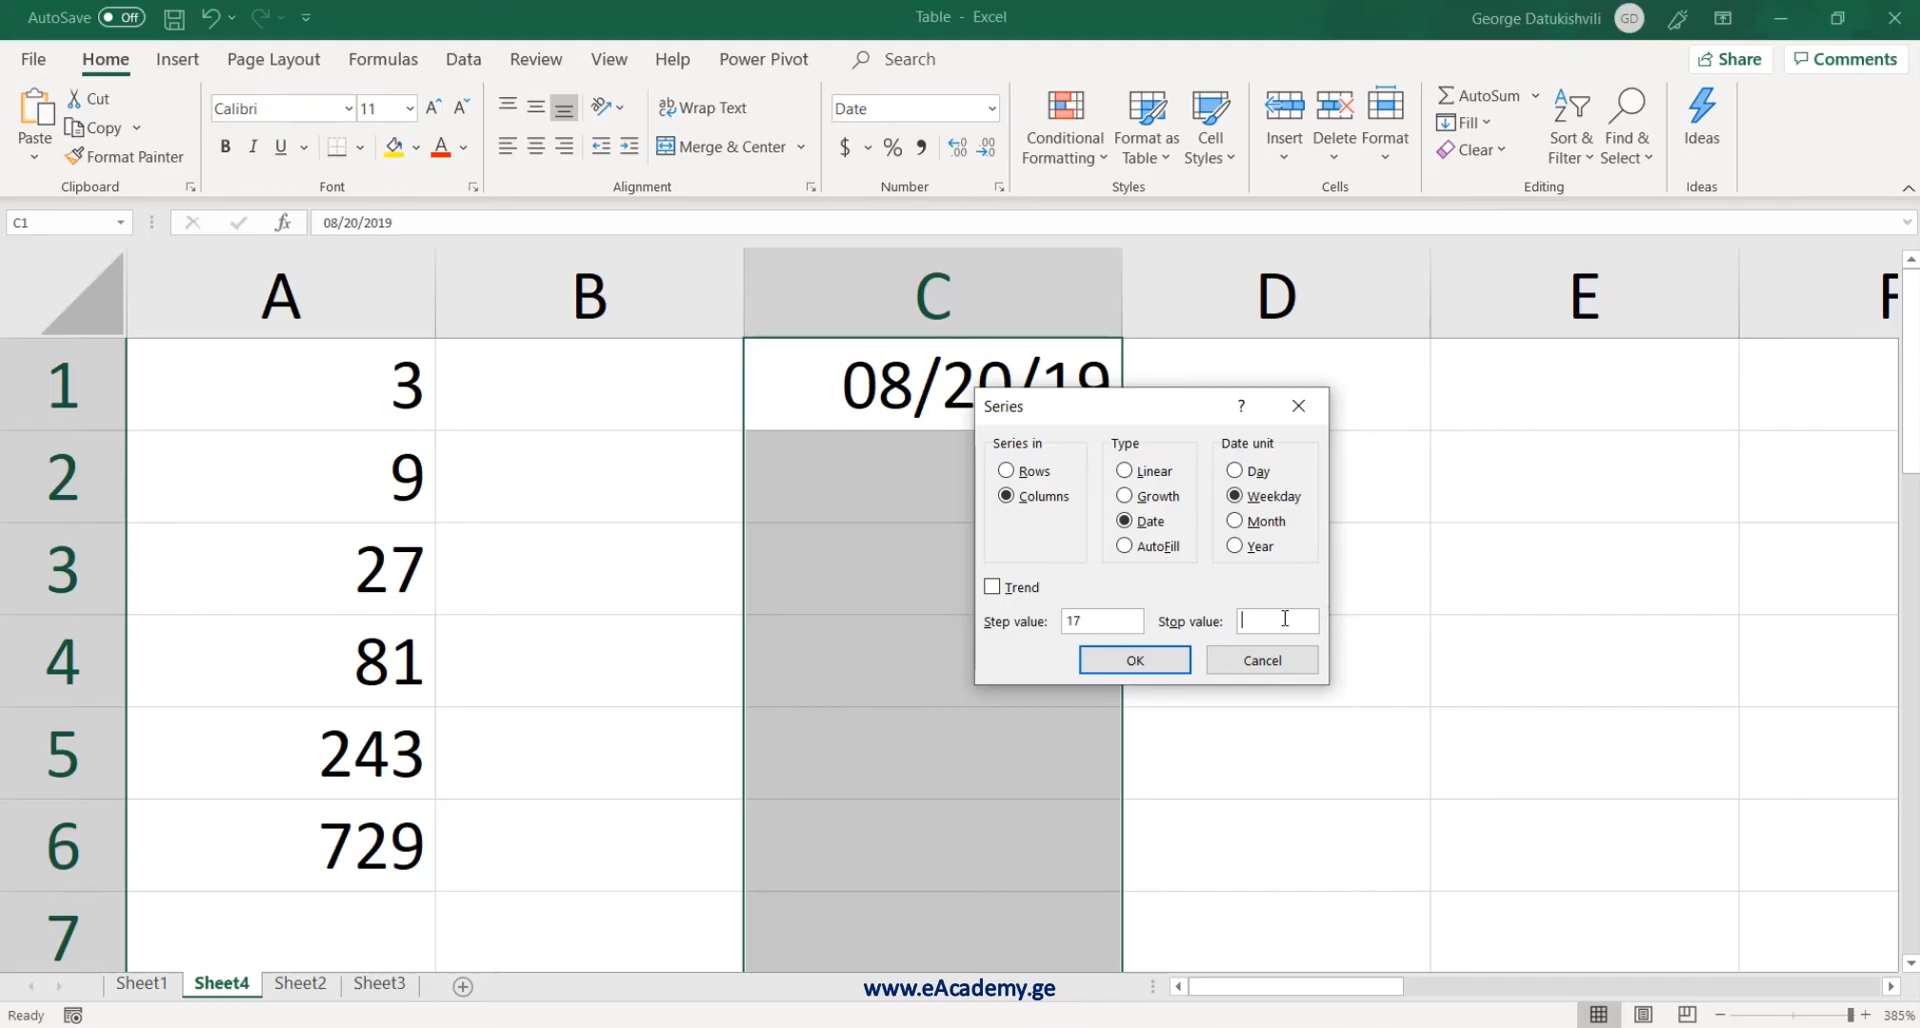 AutoSave Off
Table - Excel
George Datukishvili GD
File Home Insert Page Layout Formulas Data Review View Help Power Pivot Search
Share Comments
Paste
Cut
Copy
Format Painter
Clipboard
Calibri 11
B I U
Font
Wrap Text
Merge & Center
Alignment
Date
$ % 9
Number
Conditional Formatting
Format as Table
Cell Styles
Styles
Insert
Delete
Format
Cells
AutoSum
Fill
Clear
Sort & Filter
Find & Select
Editing
Ideas
Ideas
C1 fx 08/20/2019
A B C D E F
1 3 08/20/19
2 9
3 27
4 81
5 243
6 729
7
Series ?
Series in
Rows
Columns
Type
Linear
Growth
Date
AutoFill
Date unit
Day
Weekday
Month
Year
Trend
Step value: 17 Stop value:
OK Cancel
Sheet1 Sheet4 Sheet2 Sheet3
www.eAcademy.ge
Ready
385%